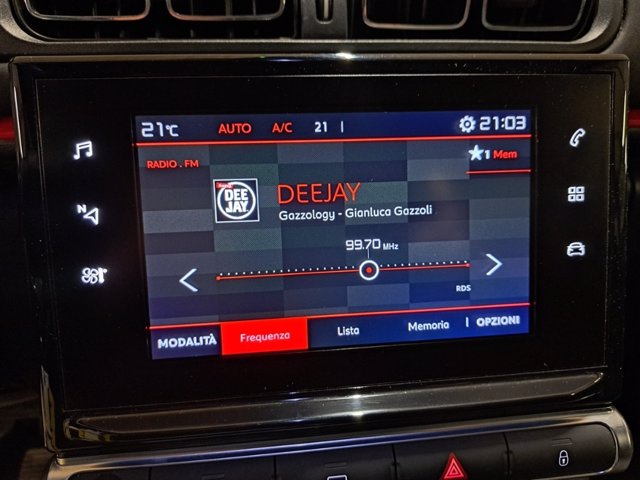 21°C AUTO A/C 21 | 21:03
RADIO . FM
1 Mem
N
DEE
JAY
DEEJAY
Gazzology - Gianluca Gazzoli
99.70 MHz
RDS
MODALITÀ Frequenza Lista Memoria | OPZIONI